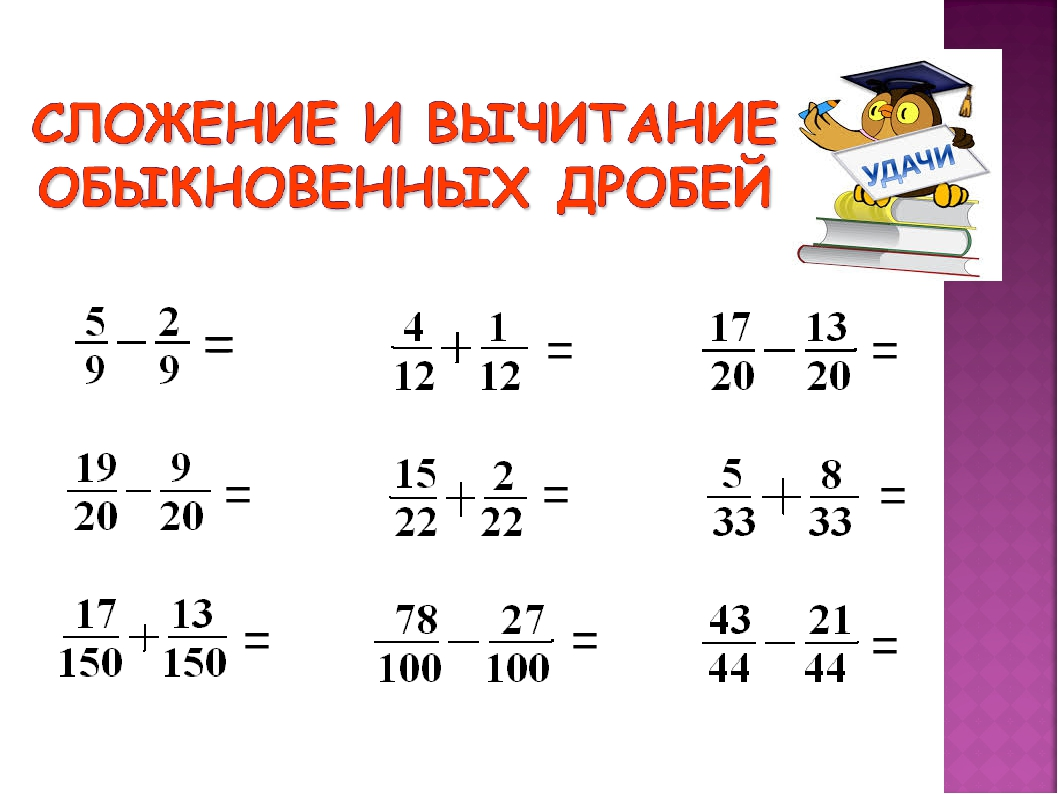 СЛОЖЕНИЕ И ВЫЧИТАНИЕ
ОБЫКНОВЕННЫХ ДРОБЕЙ
УДАЧИ
5/9 − 2/9 =
4/12 + 1/12 =
17/20 − 13/20 =
19/20 − 9/20 =
15/22 + 2/22 =
5/33 + 8/33 =
17/150 + 13/150 =
78/100 − 27/100 =
43/44 − 21/44 =